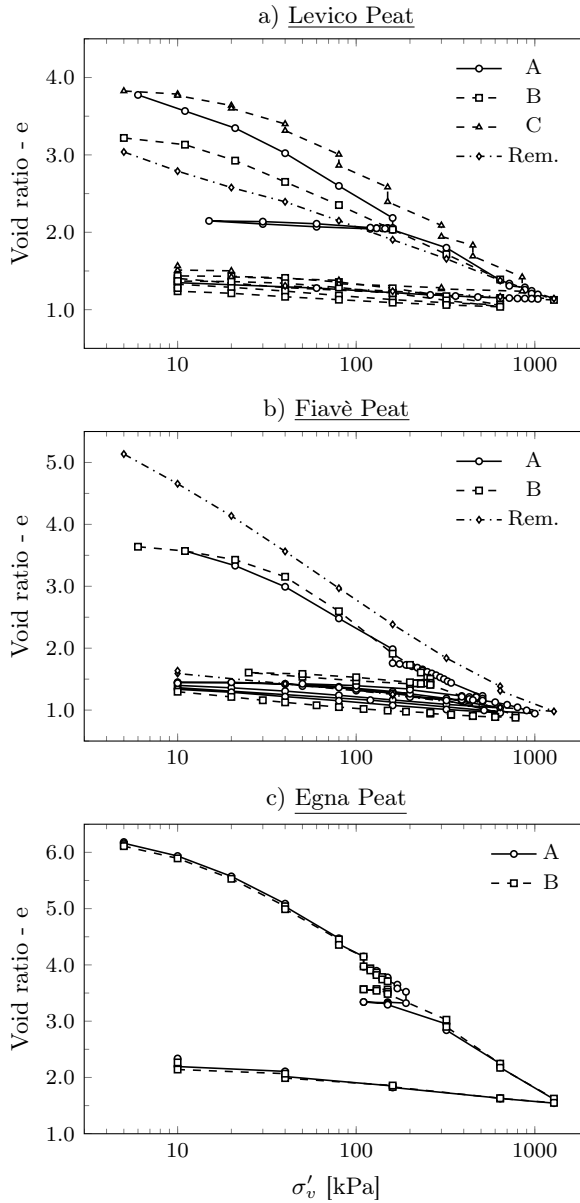 a) Levico Peat
4.0
3.0
2.0
1.0
Void ratio - e
A
B
C
Rem.
10
100
1000
b) Fiavè Peat
5.0
4.0
3.0
2.0
1.0
Void ratio - e
A
B
Rem.
10
100
1000
c) Egna Peat
6.0
5.0
4.0
3.0
2.0
1.0
Void ratio - e
A
B
10
100
1000
σ′v [kPa]